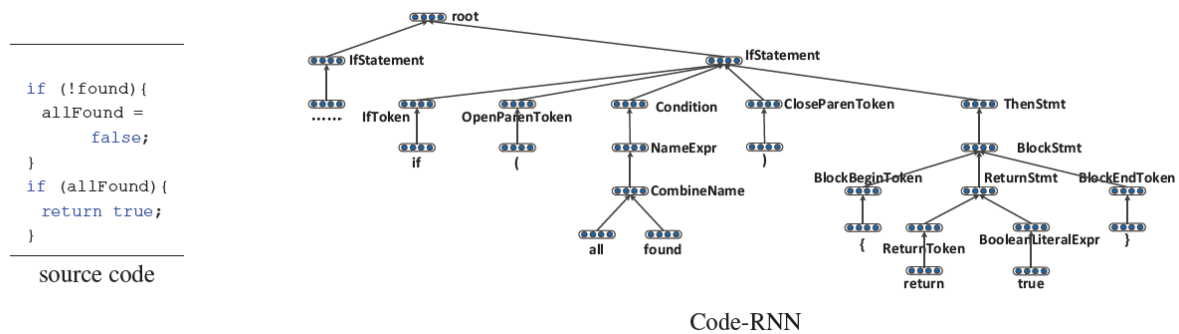 if (!found){
allFound =
false;
}
if (allFound){
return true;
}
source code
root
IfStatement
IfStatement
......
IfToken
OpenParenToken
Condition
CloseParenToken
ThenStmt
if
(
NameExpr
)
BlockStmt
CombineName
BlockBeginToken
ReturnStmt
BlockEndToken
all
found
{
ReturnToken
BooleanLiteralExpr
}
return
true
Code-RNN